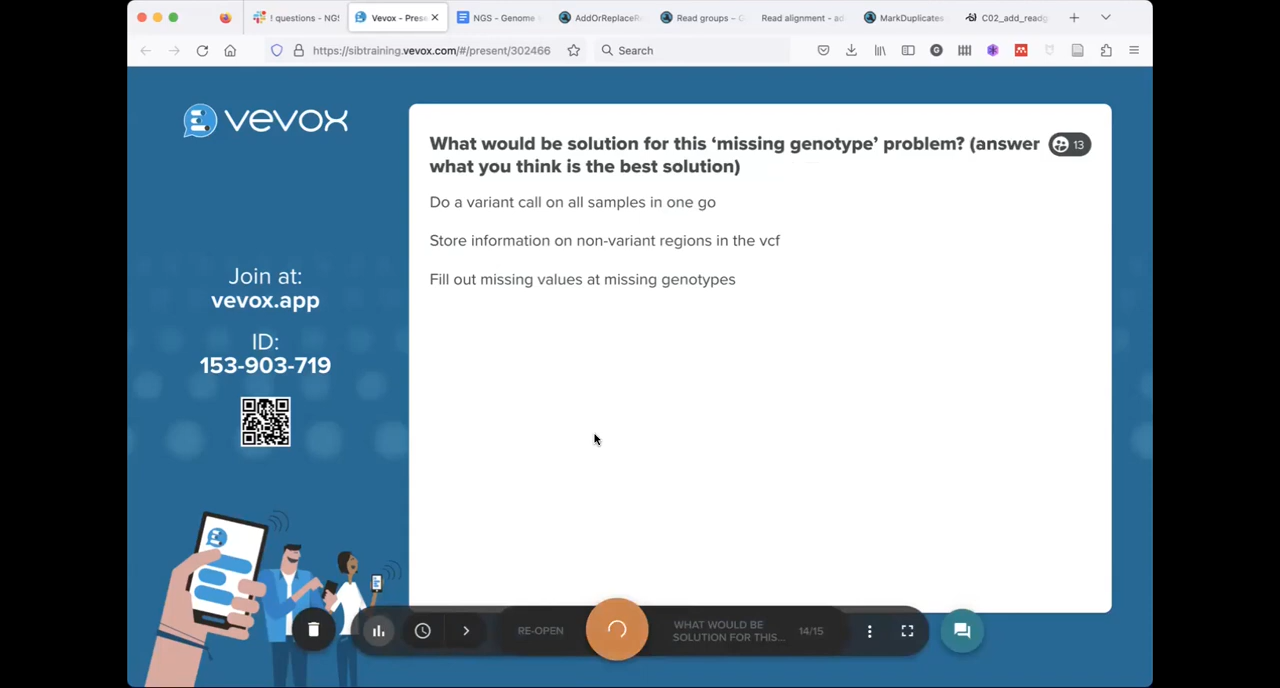 ! questions - NGS
Vevox - Prese
NGS - Genome
AddOrReplaceR
Read groups – G
Read alignment - ad
MarkDuplicates
C02_add_readg
https://sibtraining.vevox.com/#/present/302466
Search
vevox
What would be solution for this ‘missing genotype’ problem? (answer
what you think is the best solution)
13
Do a variant call on all samples in one go
Store information on non-variant regions in the vcf
Fill out missing values at missing genotypes
Join at:
vevox.app
ID:
153-903-719
RE-OPEN
WHAT WOULD BE
SOLUTION FOR THIS...
14/15